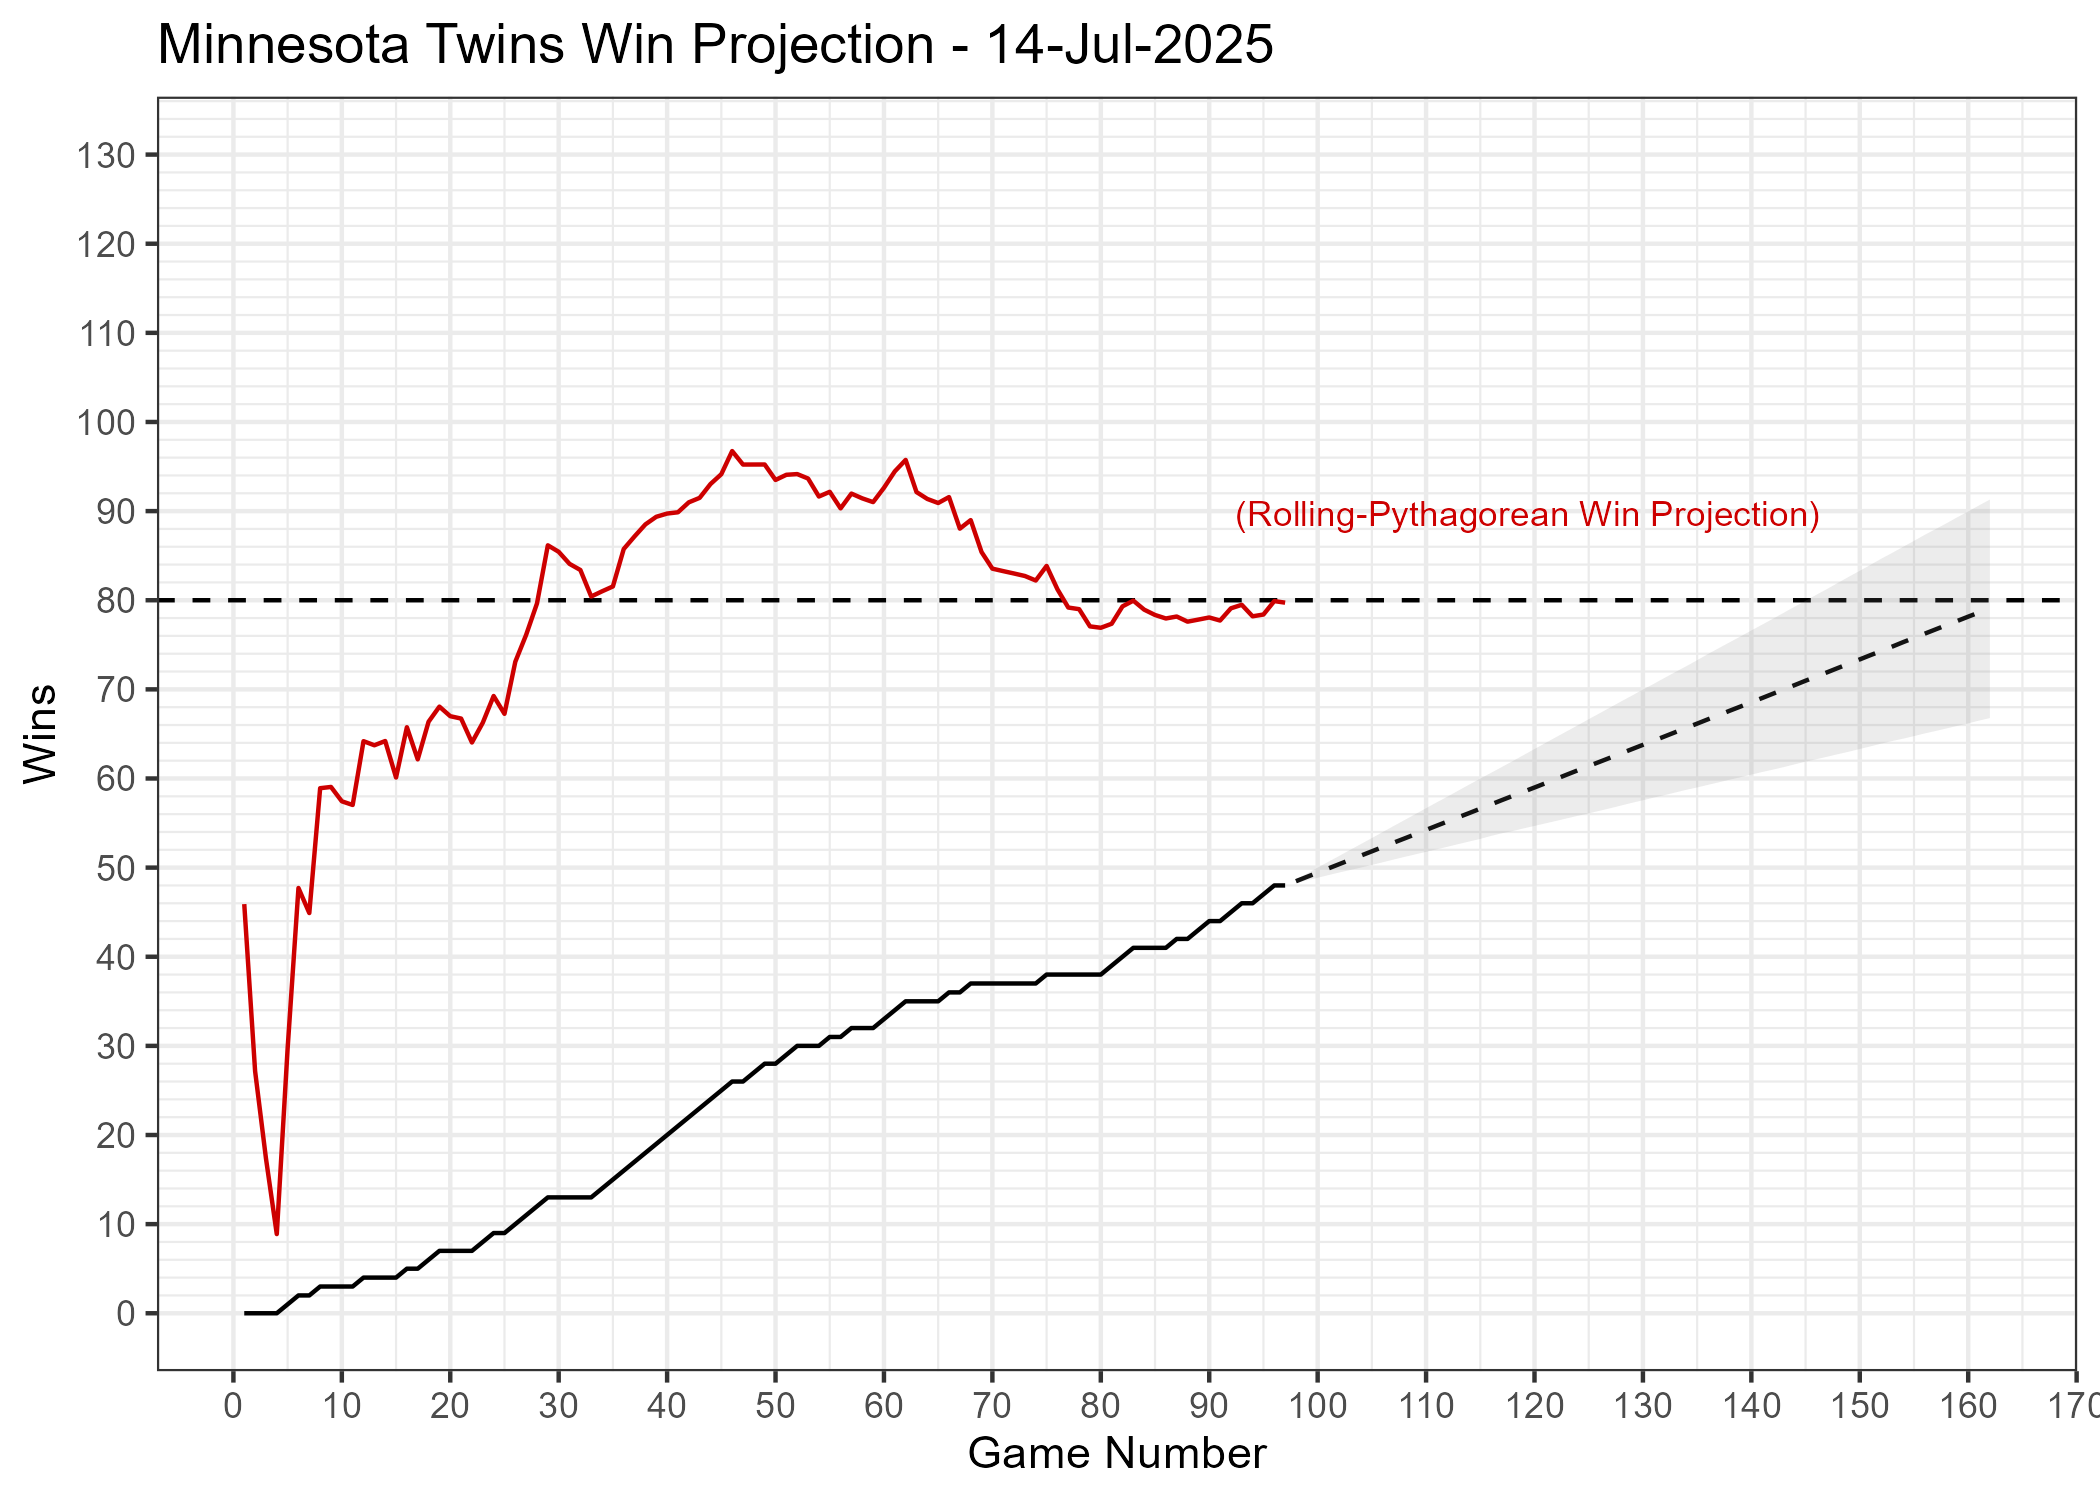 Minnesota Twins Win Projection - 14-Jul-2025
130
120
110
100
90
80
70
60
50
40
30
20
10
0
Wins
(Rolling-Pythagorean Win Projection)
0 10 20 30 40 50 60 70 80 90 100 110 120 130 140 150 160 170
Game Number